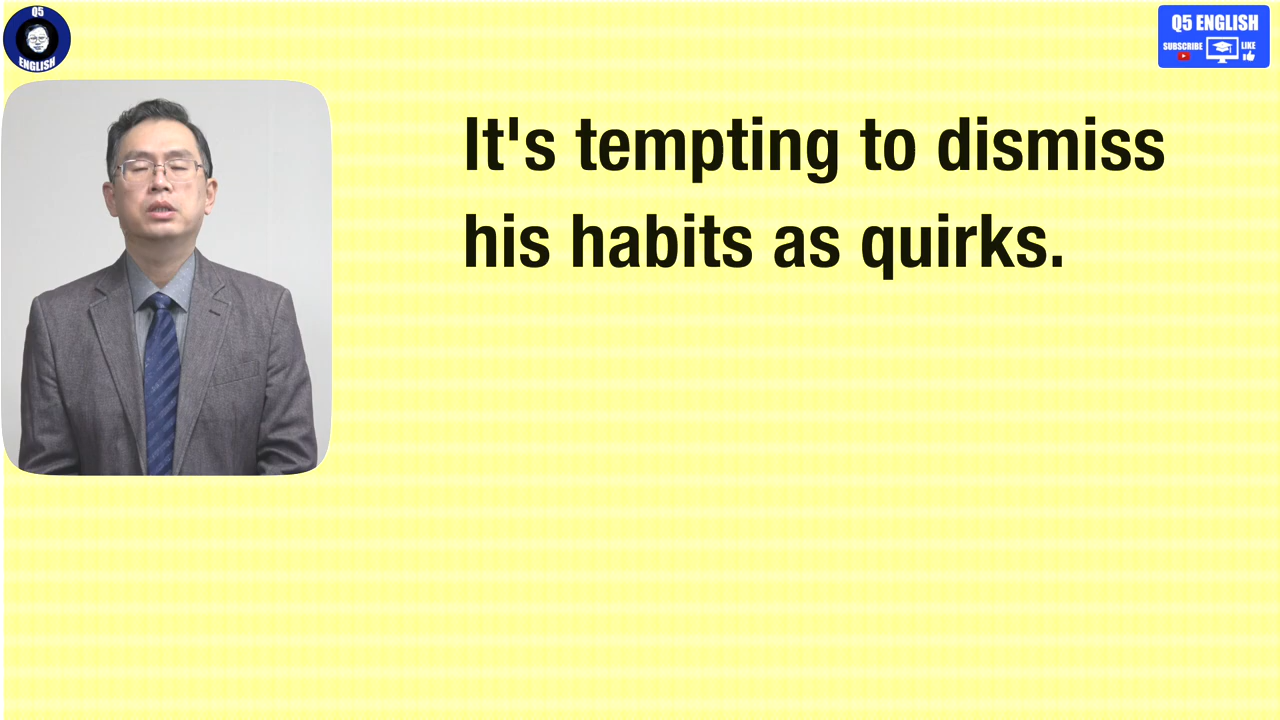 Q5
ENGLISH
Q5 ENGLISH
SUBSCRIBE
LIKE
It's tempting to dismiss
his habits as quirks.